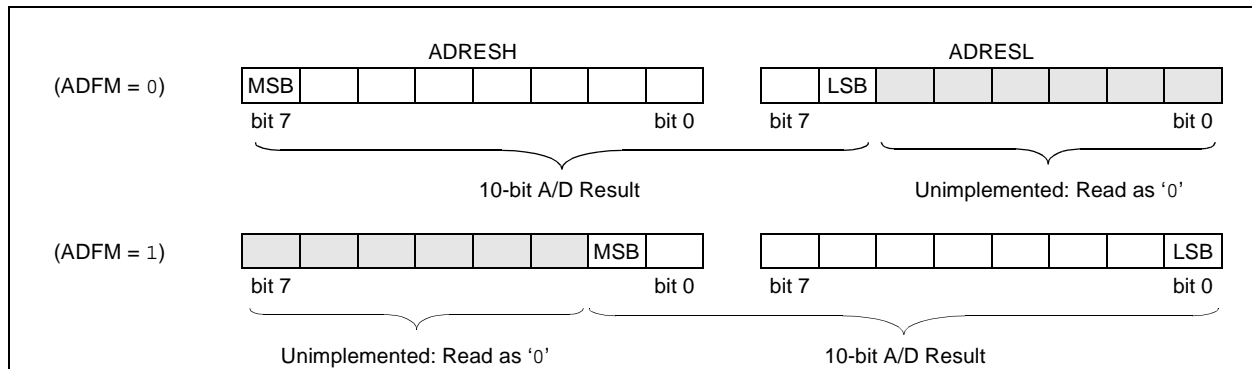 ADRESH ADRESL
(ADFM = 0) MSB LSB
bit 7 bit 0 bit 7 bit 0
10-bit A/D Result Unimplemented: Read as ‘0’
(ADFM = 1) MSB LSB
bit 7 bit 0 bit 7 bit 0
Unimplemented: Read as ‘0’ 10-bit A/D Result